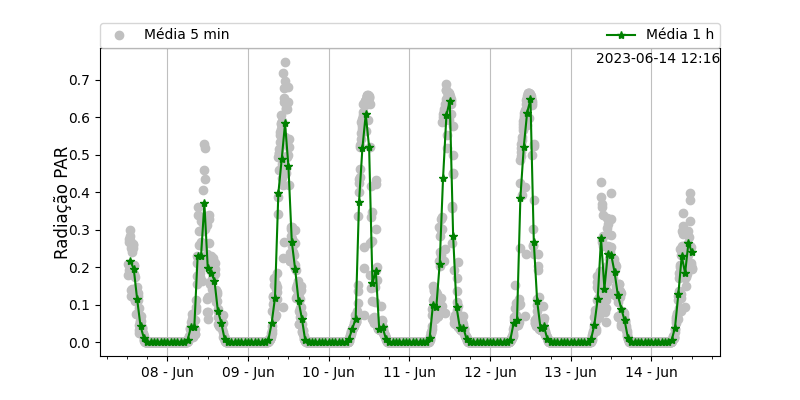 Média 5 min
Média 1 h
2023-06-14 12:16
Radiação PAR
0.7
0.6
0.5
0.4
0.3
0.2
0.1
0.0
08 - Jun
09 - Jun
10 - Jun
11 - Jun
12 - Jun
13 - Jun
14 - Jun